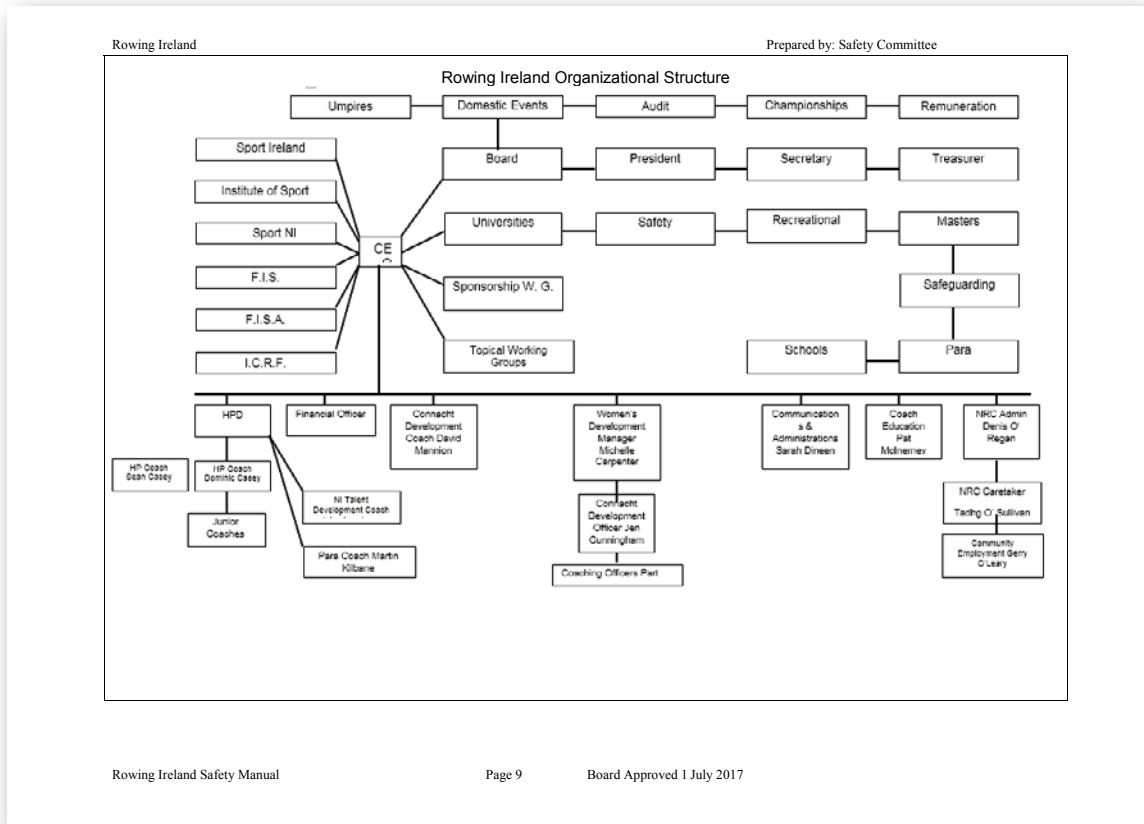 Rowing Ireland Prepared by: Safety Committee
Rowing Ireland Organizational Structure
Umpires Domestic Events Audit Championships Remuneration
Sport Ireland
Board President Secretary Treasurer
Institute of Sport
Universities Safety Recreational Masters
Sport NI
CE
F.I.S.
Sponsorship W. G.
Safeguarding
F.I.S.A.
I.C.R.F.
Topical Working
Groups
Schools
Para
HPD
Financial Officer
Connacht
Development
Coach David
Mannion
Women's
Development
Manager
Michelle
Carpenter
Communication
s &
Administrations
Sarah Dineen
Coach
Education
Pat
McInerney
NRC Admin
Denis O'
Regan
HP Coach
Sean Casey
HP Coach
Dominic Casey
NI Talent
Development Coach
Junior
Coaches
Para Coach Martin
Kilbane
Connacht
Development
Officer Jen
Cunningham
Coaching Officers Part
NRC Caretaker
Tadhg O' Sullivan
Community
Employment Gerry
O'Leary
Rowing Ireland Safety Manual Page 9 Board Approved 1 July 2017